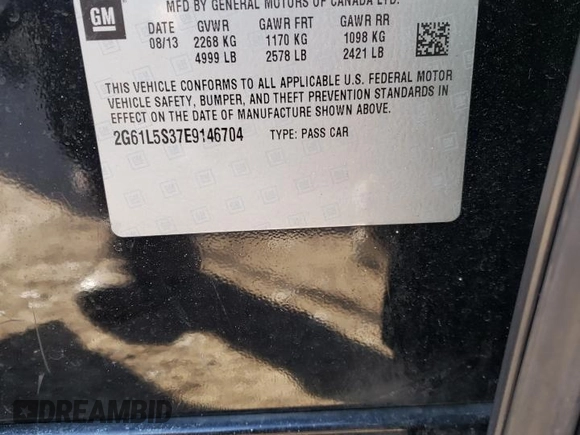 MFD BY GENERAL MOTORS OF CANADA LTD.
GM
DATE GVWR GAWR FRT GAWR RR
08/13 2268 KG 1170 KG 1098 KG
4999 LB 2578 LB 2421 LB
THIS VEHICLE CONFORMS TO ALL APPLICABLE U.S. FEDERAL MOTOR
VEHICLE SAFETY, BUMPER, AND THEFT PREVENTION STANDARDS IN
EFFECT ON THE DATE OF MANUFACTURE SHOWN ABOVE.
2G61L5S37E9146704 TYPE: PASS CAR
DREAMBID